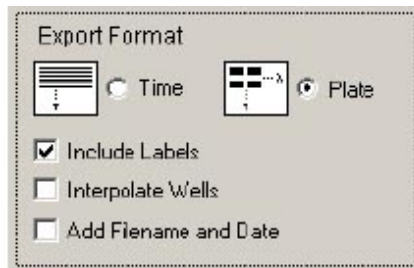 Export Format
Time λ Plate
Include Labels
Interpolate Wells
Add Filename and Date